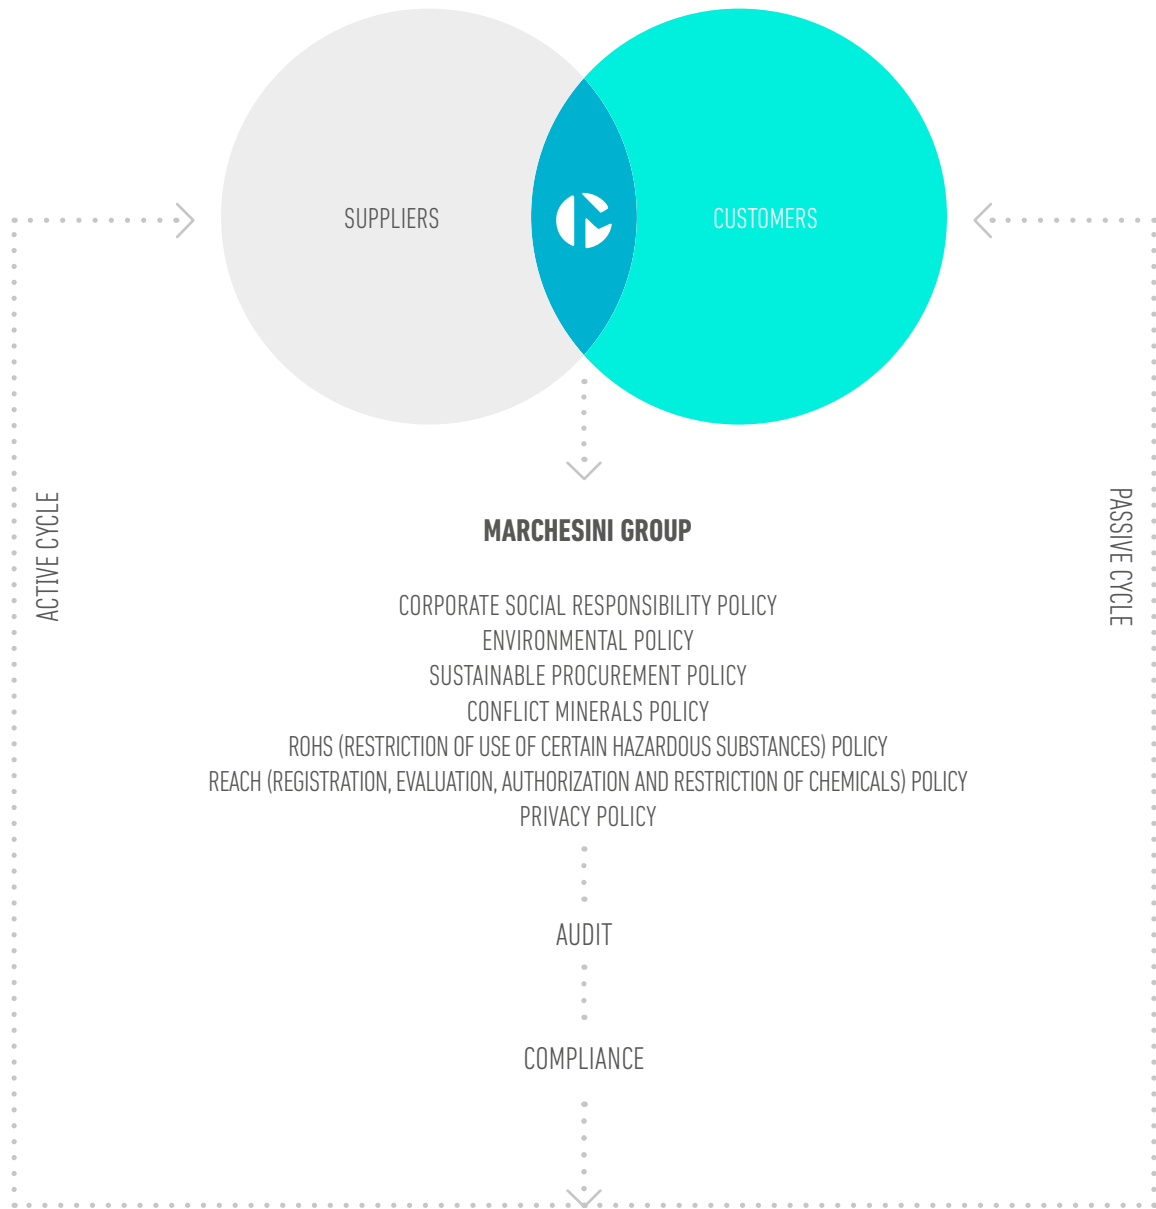 SUPPLIERS
CUSTOMERS
ACTIVE CYCLE
PASSIVE CYCLE
MARCHESINI GROUP
CORPORATE SOCIAL RESPONSIBILITY POLICY
ENVIRONMENTAL POLICY
SUSTAINABLE PROCUREMENT POLICY
CONFLICT MINERALS POLICY
ROHS (RESTRICTION OF USE OF CERTAIN HAZARDOUS SUBSTANCES) POLICY
REACH (REGISTRATION, EVALUATION, AUTHORIZATION AND RESTRICTION OF CHEMICALS) POLICY
PRIVACY POLICY
AUDIT
COMPLIANCE